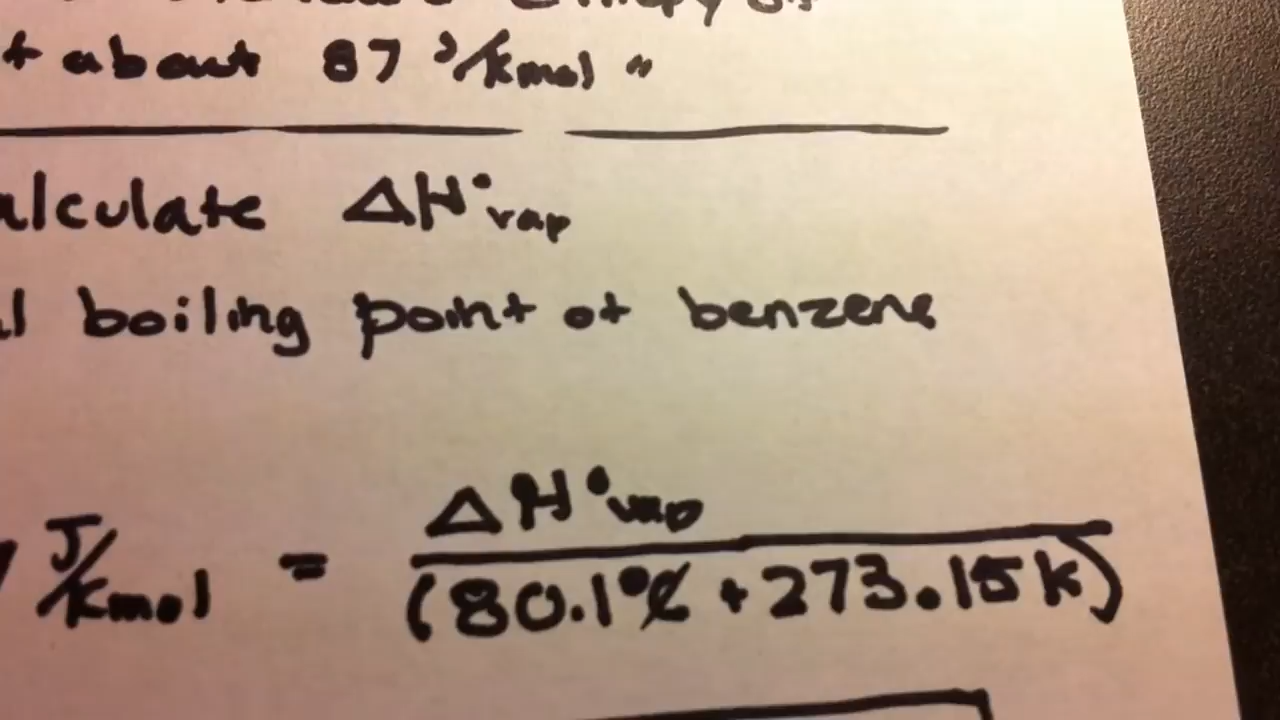 t about 87 J/kmol "
alculate ΔH°vap
l boiling point of benzene
J/kmol = ΔH°vap
(80.1°C + 273.15K)